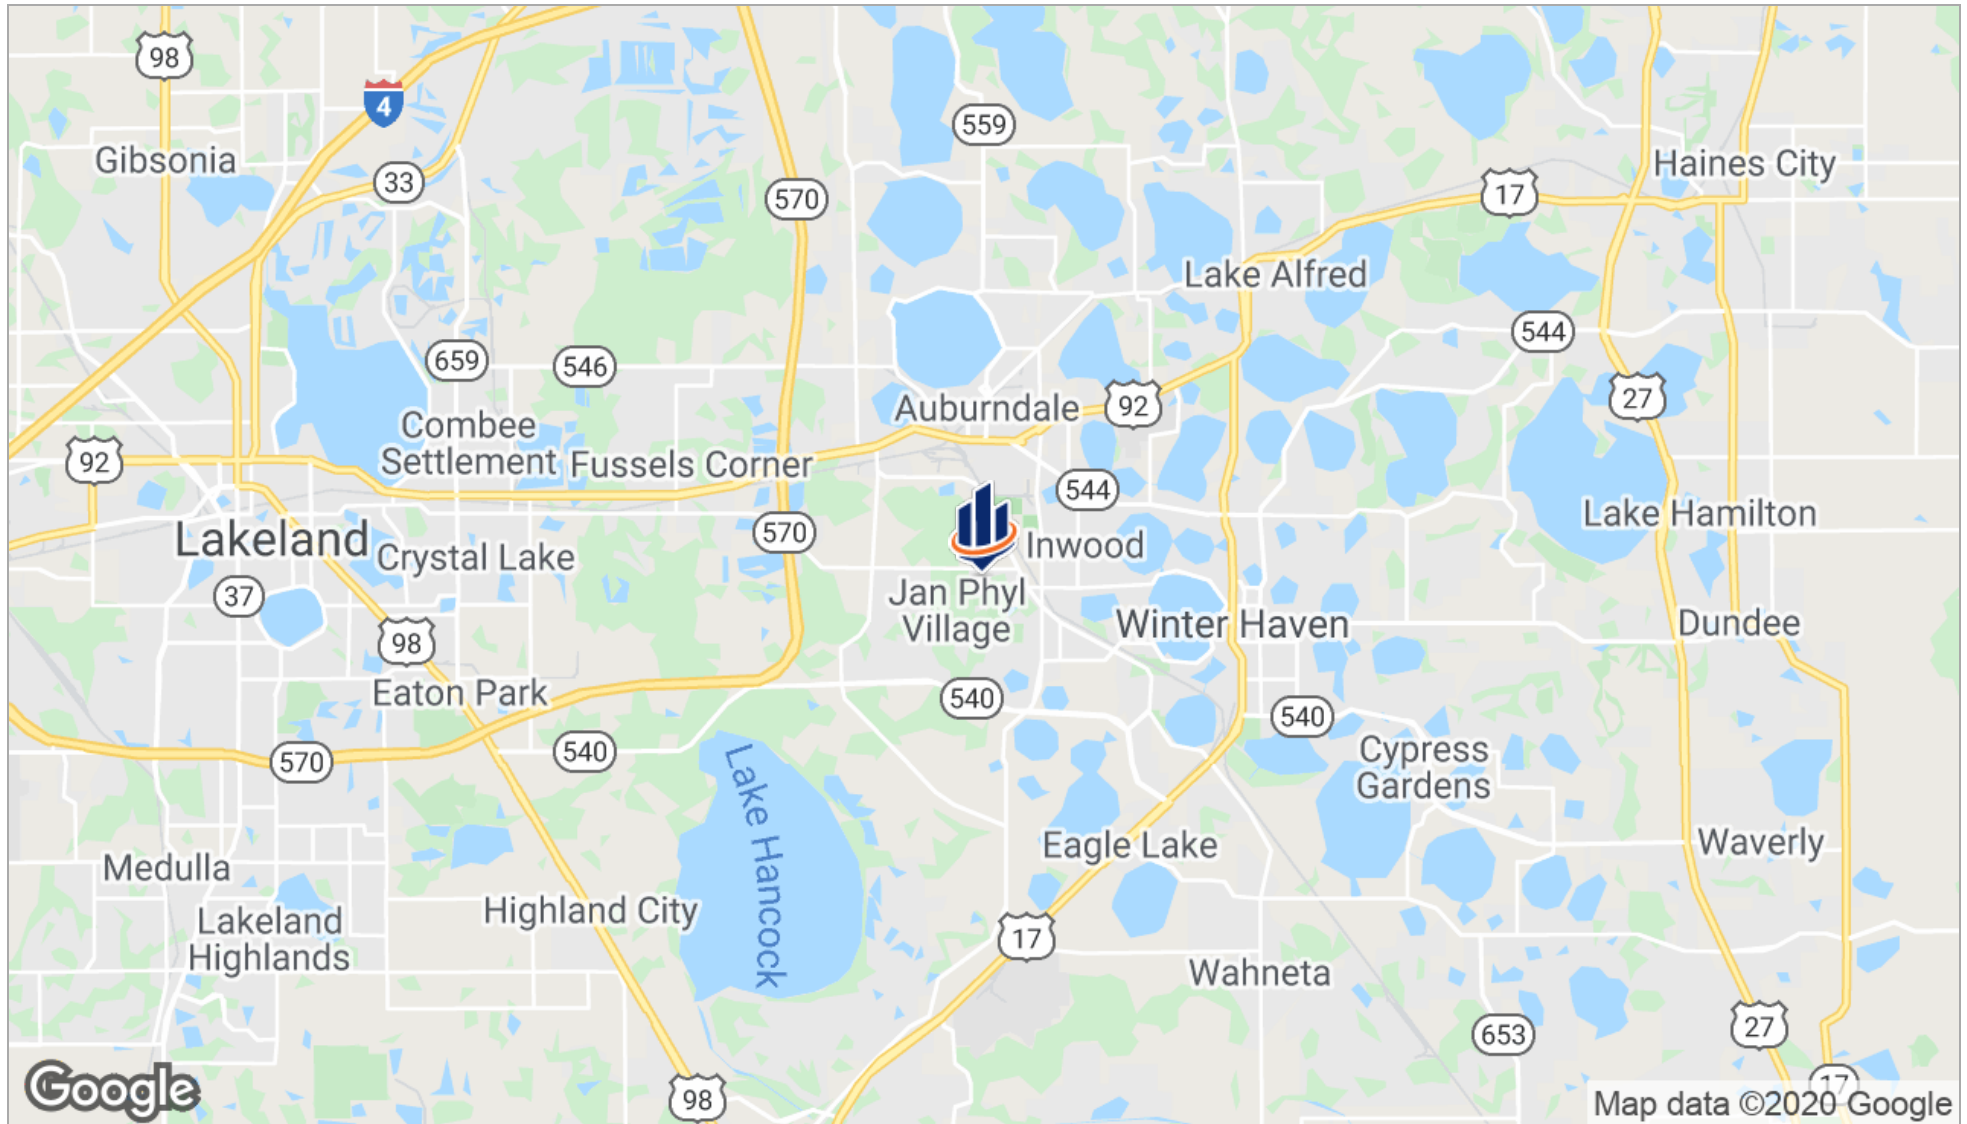 98
4
559
Gibsonia
33
570
17
Haines City
Lake Alfred
544
659
546
27
Auburndale
92
Combee
Settlement
Fussels Corner
92
544
Lake Hamilton
Lakeland
Crystal Lake
570
Inwood
37
Jan Phyl
Village
Winter Haven
Dundee
98
Eaton Park
540
540
570
540
Cypress
Gardens
Lake Hancock
Eagle Lake
Waverly
Medulla
Highland City
Lakeland
Highlands
17
Wahneta
653
27
Google
98
17
Map data ©2020 Google